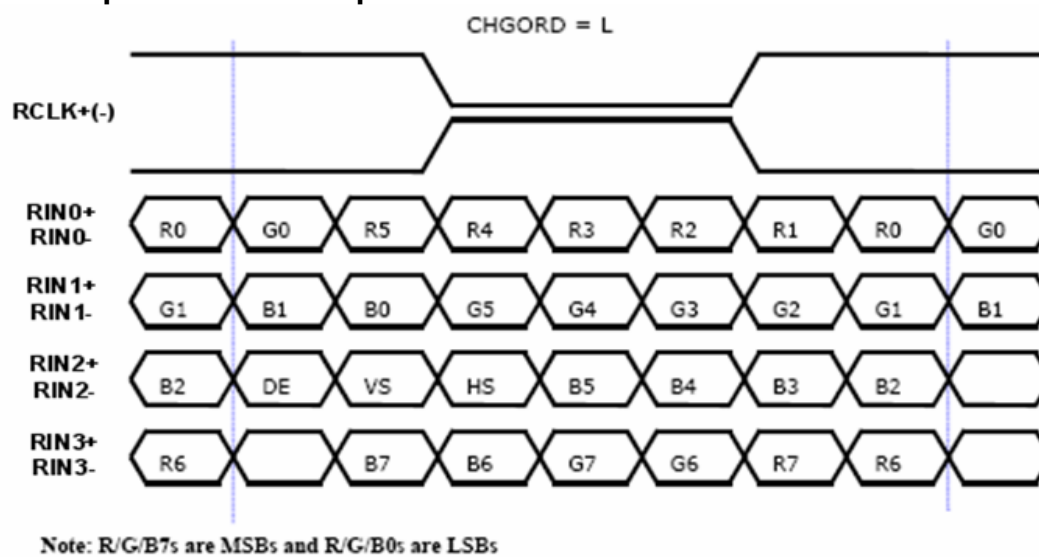 CHGORD = L
RCLK+(-)
RIN0+
RIN0-
R0 G0 R5 R4 R3 R2 R1 R0 G0
RIN1+
RIN1-
G1 B1 B0 G5 G4 G3 G2 G1 B1
RIN2+
RIN2-
B2 DE VS HS B5 B4 B3 B2
RIN3+
RIN3-
R6 B7 B6 G7 G6 R7 R6
Note: R/G/B7s are MSBs and R/G/B0s are LSBs